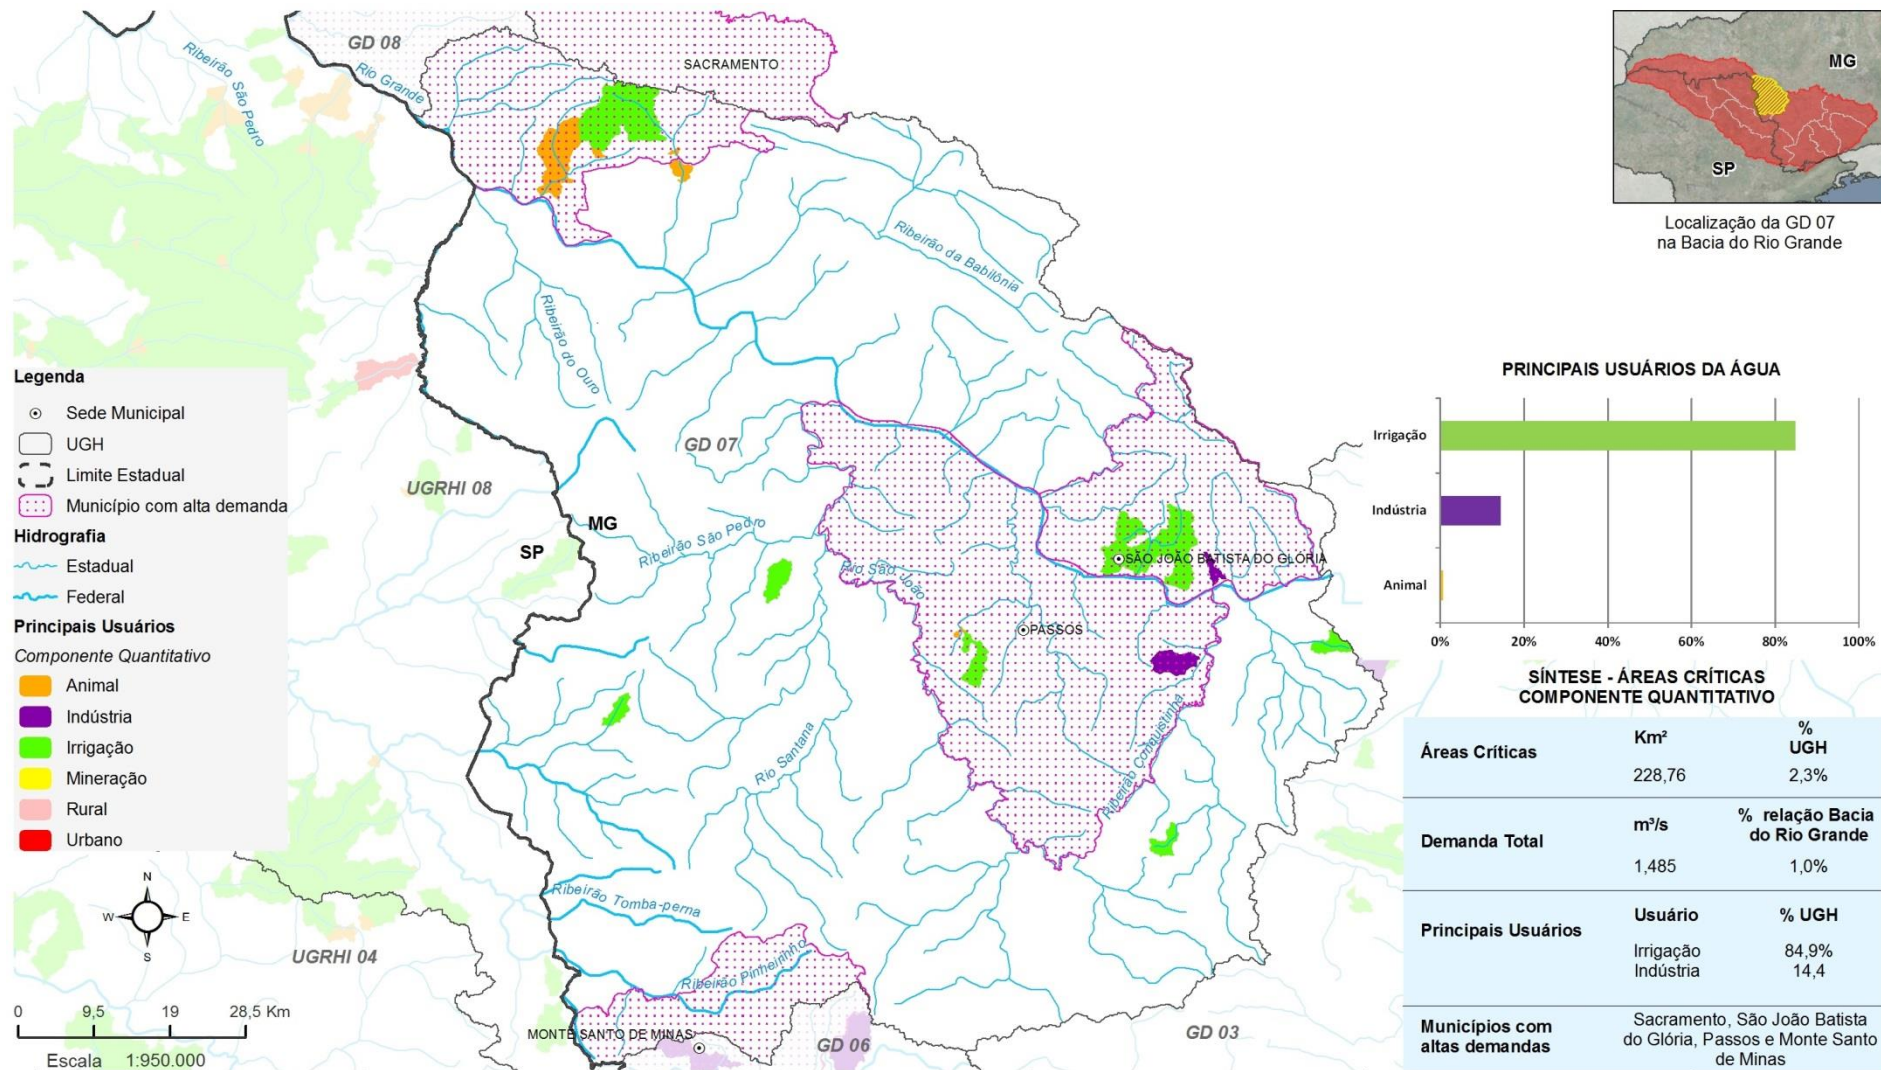 GD 08
SACRAMENTO
Ribeirão São Pedro
Rio Grande
MG
SP
Localização da GD 07
na Bacia do Rio Grande
Ribeirão da Babilônia
Ribeirão do Ouro
GD 07
UGRHI 08
MG
SP
Ribeirão São Pedro
Rio São João
SÃO JOÃO BATISTA DO GLÓRIA
PASSOS
Rio Santana
Ribeirão Conquistinha
Ribeirão Tomba-perna
Ribeirão Pinheirinho
UGRHI 04
MONTE SANTO DE MINAS
GD 06
GD 03
Legenda
Sede Municipal
UGH
Limite Estadual
Município com alta demanda
Hidrografia
Estadual
Federal
Principais Usuários
Componente Quantitativo
Animal
Indústria
Irrigação
Mineração
Rural
Urbano
N
W
E
S
0 9,5 19 28,5 Km
Escala 1:950.000
PRINCIPAIS USUÁRIOS DA ÁGUA
Irrigação
Indústria
Animal
0% 20% 40% 60% 80% 100%
SÍNTESE - ÁREAS CRÍTICAS
COMPONENTE QUANTITATIVO
Áreas Críticas
Km²
%
UGH
228,76 2,3%
Demanda Total
m³/s
% relação Bacia
do Rio Grande
1,485 1,0%
Principais Usuários
Usuário % UGH
Irrigação 84,9%
Indústria 14,4
Municípios com
altas demandas
Sacramento, São João Batista
do Glória, Passos e Monte Santo
de Minas